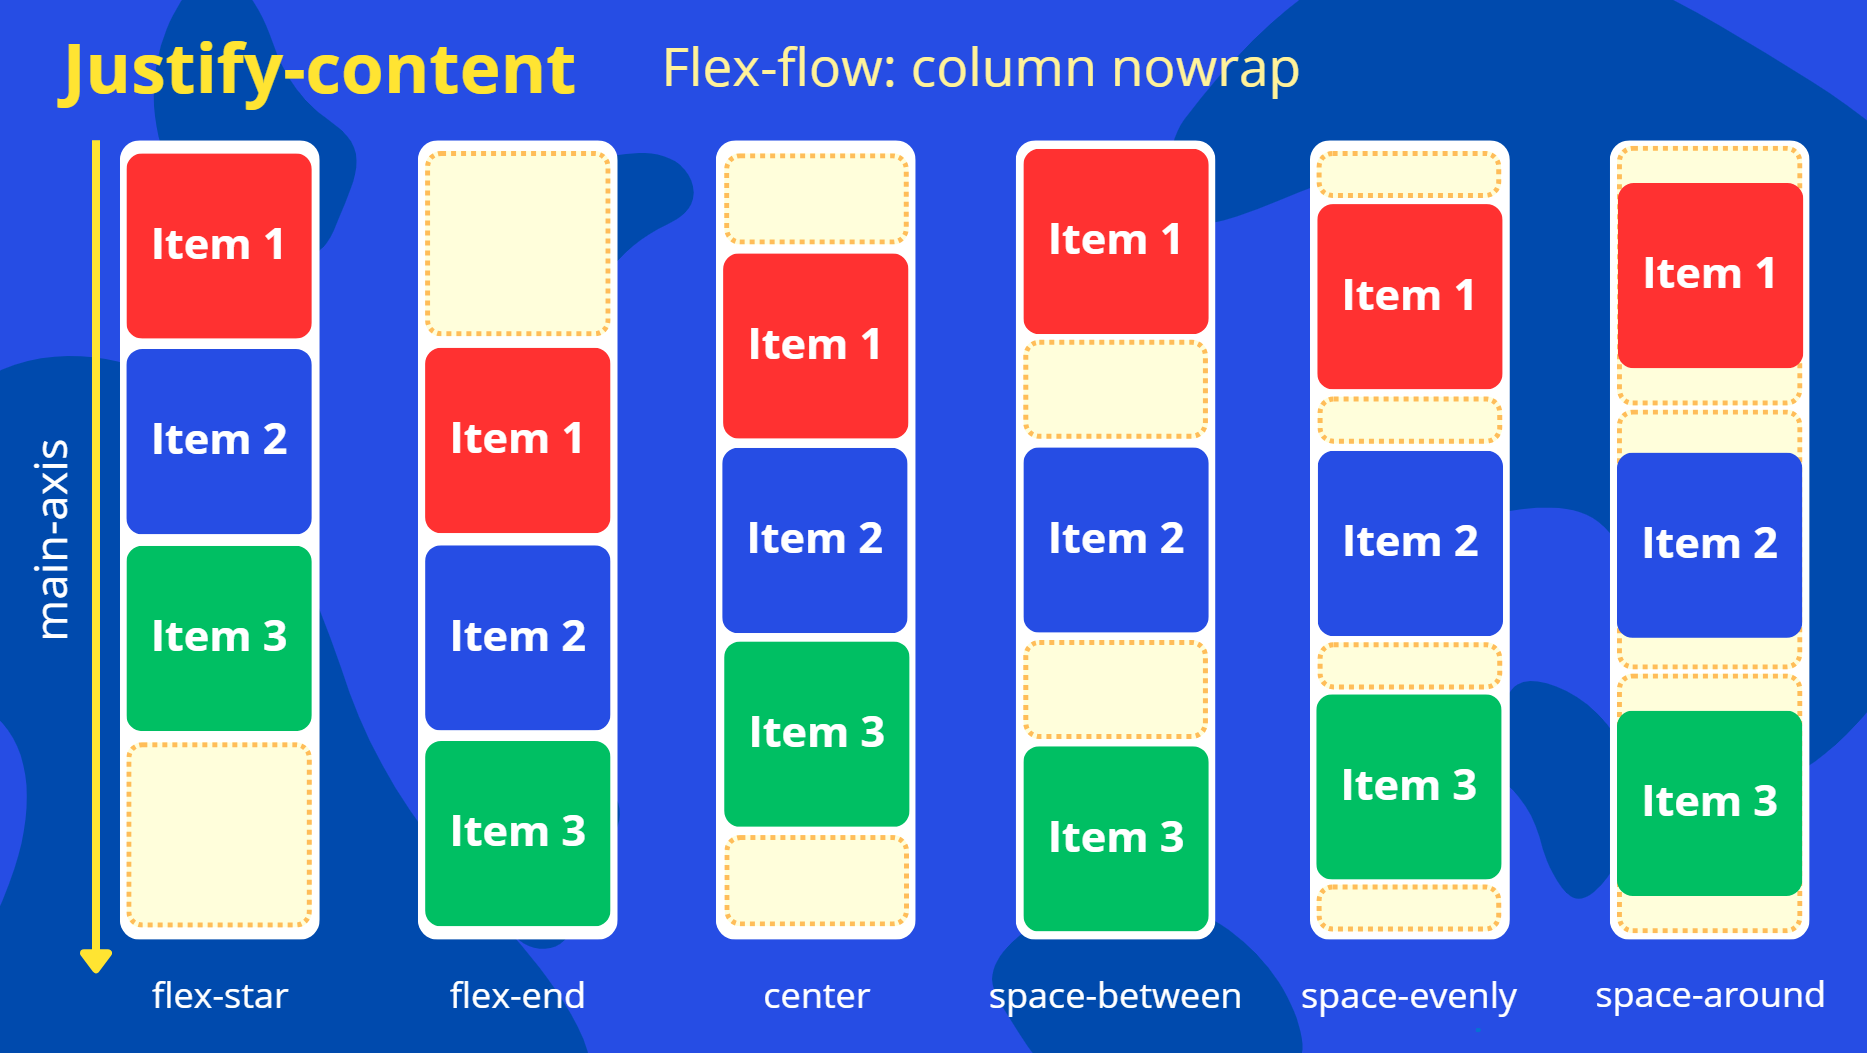 Justify-content
Flex-flow: column nowrap
main-axis
Item 1
Item 2
Item 3
flex-star
Item 1
Item 2
Item 3
flex-end
Item 1
Item 2
Item 3
center
Item 1
Item 2
Item 3
space-between
Item 1
Item 2
Item 3
space-evenly
Item 1
Item 2
Item 3
space-around